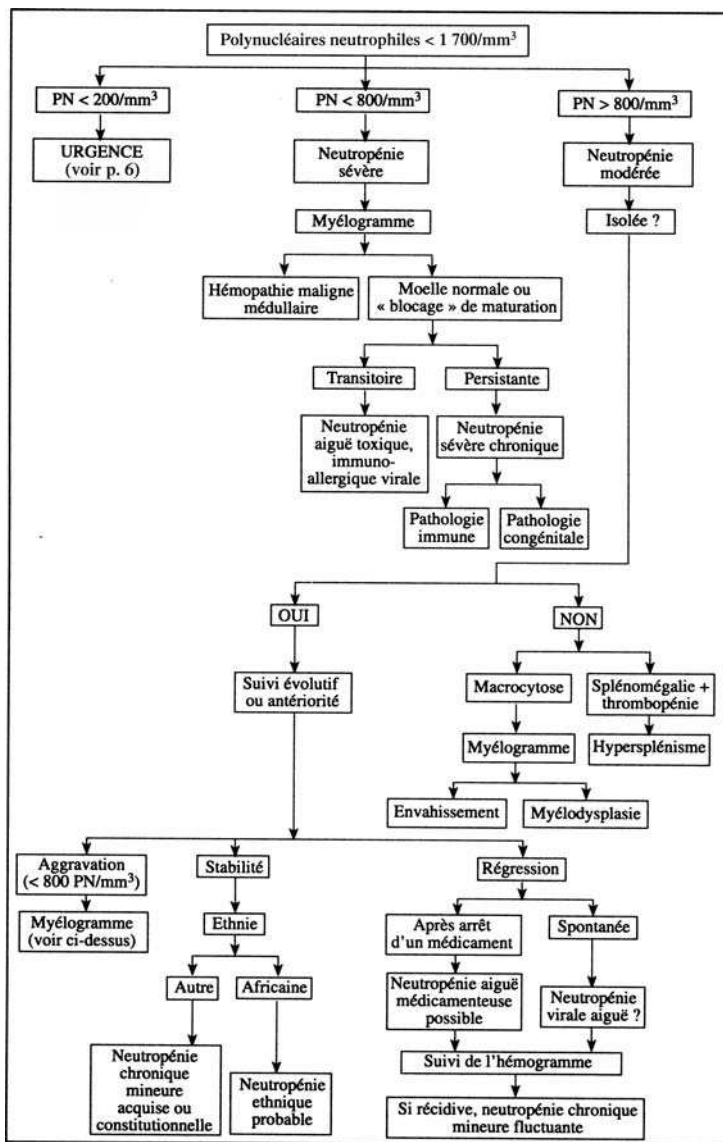 Polynucléaires neutrophiles < 1 700/mm³
PN < 200/mm³
PN < 800/mm³
PN > 800/mm³
URGENCE
(voir p. 6)
Neutropénie
sévère
Neutropénie
modérée
Myélogramme
Isolée ?
Hémopathie maligne
médullaire
Moelle normale ou
« blocage » de maturation
Transitoire
Persistante
Neutropénie
aiguë toxique,
immuno-
allergique virale
Neutropénie
sévère chronique
Pathologie
immune
Pathologie
congénitale
OUI
NON
Suivi évolutif
ou antériorité
Macrocytose
Splénomégalie +
thrombopénie
Myélogramme
Hypersplénisme
Envahissement
Myélodysplasie
Aggravation
(< 800 PN/mm³)
Stabilité
Régression
Myélogramme
(voir ci-dessus)
Ethnie
Après arrêt
d'un médicament
Spontanée
Autre
Africaine
Neutropénie aiguë
médicamenteuse
possible
Neutropénie
virale aiguë ?
Neutropénie
chronique
mineure
acquise ou
constitutionnelle
Neutropénie
ethnique
probable
Suivi de l'hémogramme
Si récidive, neutropénie chronique
mineure fluctuante